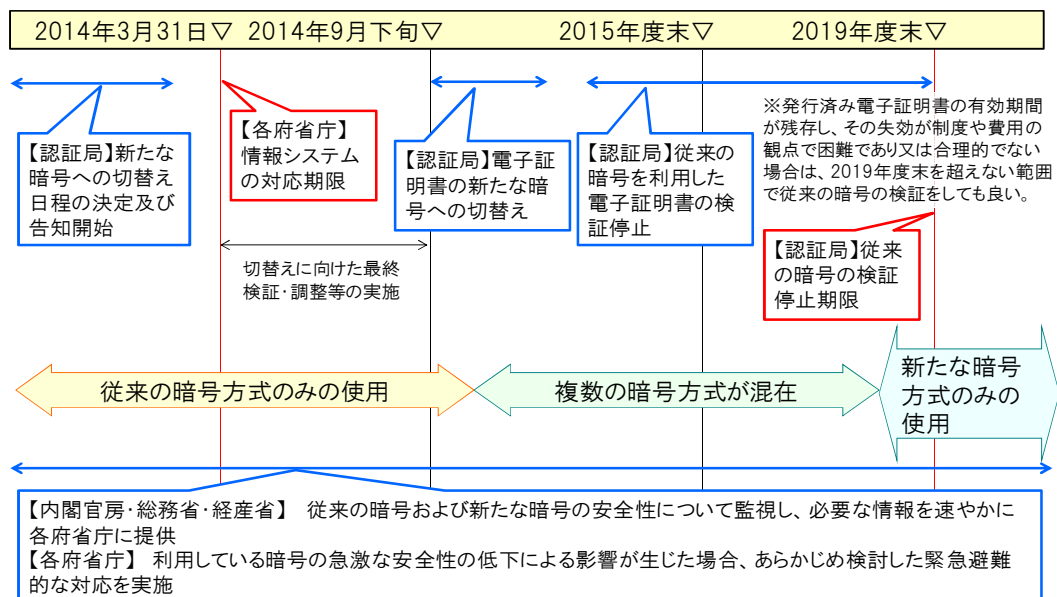 2014年3月31日▽ 2014年9月下旬▽ 2015年度末▽ 2019年度末▽
【認証局】新たな
暗号への切替え
日程の決定及び
告知開始
【各府省庁】
情報システム
の対応期限
【認証局】電子証
明書の新たな暗
号への切替え
【認証局】従来の
暗号を利用した
電子証明書の検
証停止
※発行済み電子証明書の有効期間
が残存し、その失効が制度や費用の
観点で困難であり又は合理的でない
場合は、2019年度末を超えない範囲
で従来の暗号の検証をしても良い。
【認証局】従来
の暗号の検証
停止期限
切替えに向けた最終
検証・調整等の実施
従来の暗号方式のみの使用
複数の暗号方式が混在
新たな暗号
方式のみの
使用
【内閣官房・総務省・経産省】 従来の暗号および新たな暗号の安全性について監視し、必要な情報を速やかに
各府省庁に提供
【各府省庁】 利用している暗号の急激な安全性の低下による影響が生じた場合、あらかじめ検討した緊急避難
的な対応を実施